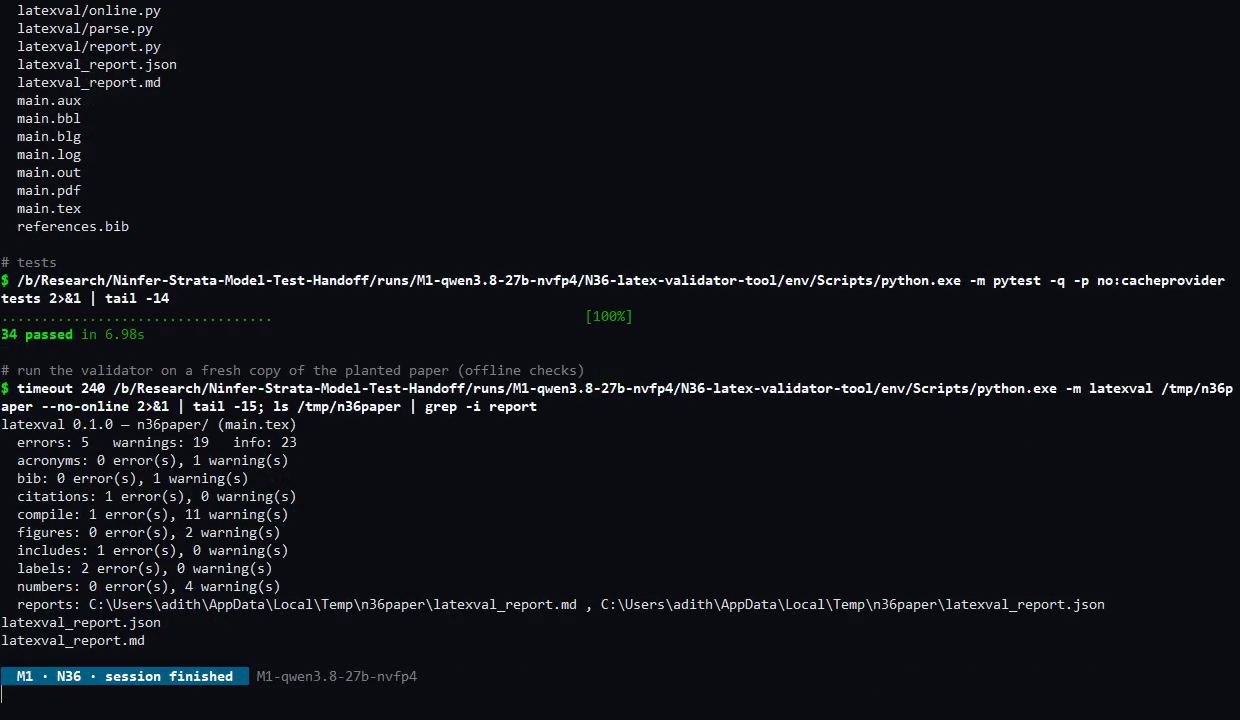 latexval/online.py
latexval/parse.py
latexval/report.py
latexval_report.json
latexval_report.md
main.aux
main.bbl
main.blg
main.log
main.out
main.pdf
main.tex
references.bib
# tests
$ /b/Research/Ninfer-Strata-Model-Test-Handoff/runs/M1-qwen3.8-27b-nvfp4/N36-latex-validator-tool/env/Scripts/python.exe -m pytest -q -p no:cacheprovider
tests 2>&1 | tail -14
.................................. [100%]
34 passed in 6.98s
# run the validator on a fresh copy of the planted paper (offline checks)
$ timeout 240 /b/Research/Ninfer-Strata-Model-Test-Handoff/runs/M1-qwen3.8-27b-nvfp4/N36-latex-validator-tool/env/Scripts/python.exe -m latexval /tmp/n36p
aper --no-online 2>&1 | tail -15; ls /tmp/n36paper | grep -i report
latexval 0.1.0 — n36paper/ (main.tex)
errors: 5 warnings: 19 info: 23
acronyms: 0 error(s), 1 warning(s)
bib: 0 error(s), 1 warning(s)
citations: 1 error(s), 0 warning(s)
compile: 1 error(s), 11 warning(s)
figures: 0 error(s), 2 warning(s)
includes: 1 error(s), 0 warning(s)
labels: 2 error(s), 0 warning(s)
numbers: 0 error(s), 4 warning(s)
reports: C:\Users\adith\AppData\Local\Temp\n36paper\latexval_report.md , C:\Users\adith\AppData\Local\Temp\n36paper\latexval_report.json
latexval_report.json
latexval_report.md
M1 · N36 · session finished M1-qwen3.8-27b-nvfp4